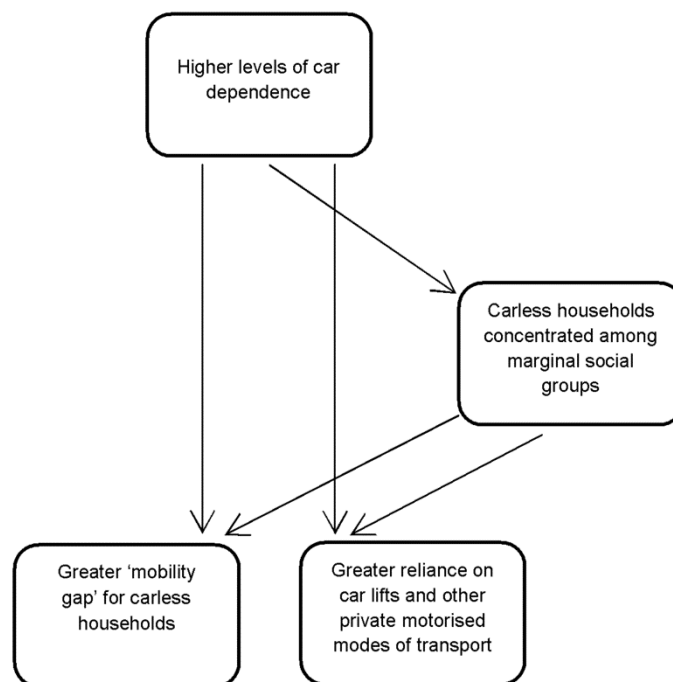 Higher levels of car
dependence
Carless households
concentrated among
marginal social
groups
Greater ‘mobility
gap’ for carless
households
Greater reliance on
car lifts and other
private motorised
modes of transport